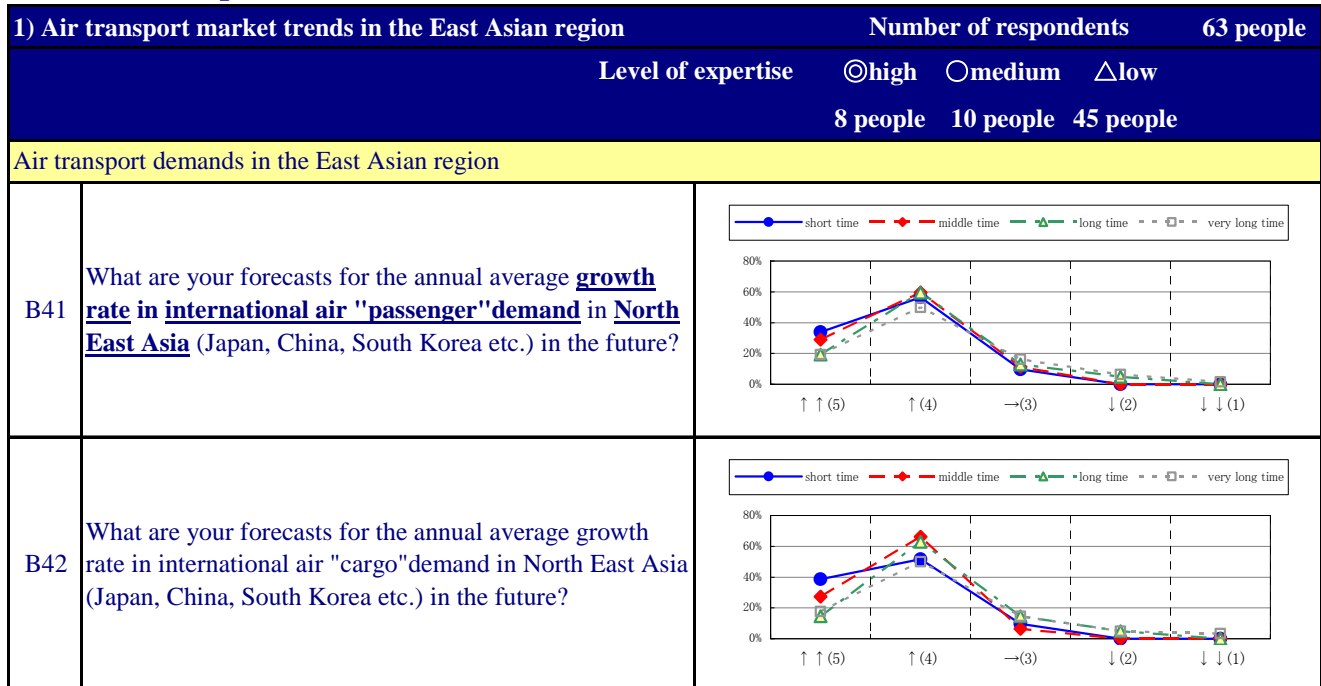 1) Air transport market trends in the East Asian region Number of respondents 63 people
Level of expertise ◎high ○medium △low
8 people 10 people 45 people
Air transport demands in the East Asian region
B41
What are your forecasts for the annual average growth
rate in international air "passenger"demand in North
East Asia (Japan, China, South Korea etc.) in the future?
short time middle time long time very long time
80%
60%
40%
20%
0%
↑ ↑ (5) ↑ (4) →(3) ↓ (2) ↓ ↓ (1)
B42
What are your forecasts for the annual average growth
rate in international air "cargo"demand in North East Asia
(Japan, China, South Korea etc.) in the future?
short time middle time long time very long time
80%
60%
40%
20%
0%
↑ ↑ (5) ↑ (4) →(3) ↓ (2) ↓ ↓ (1)